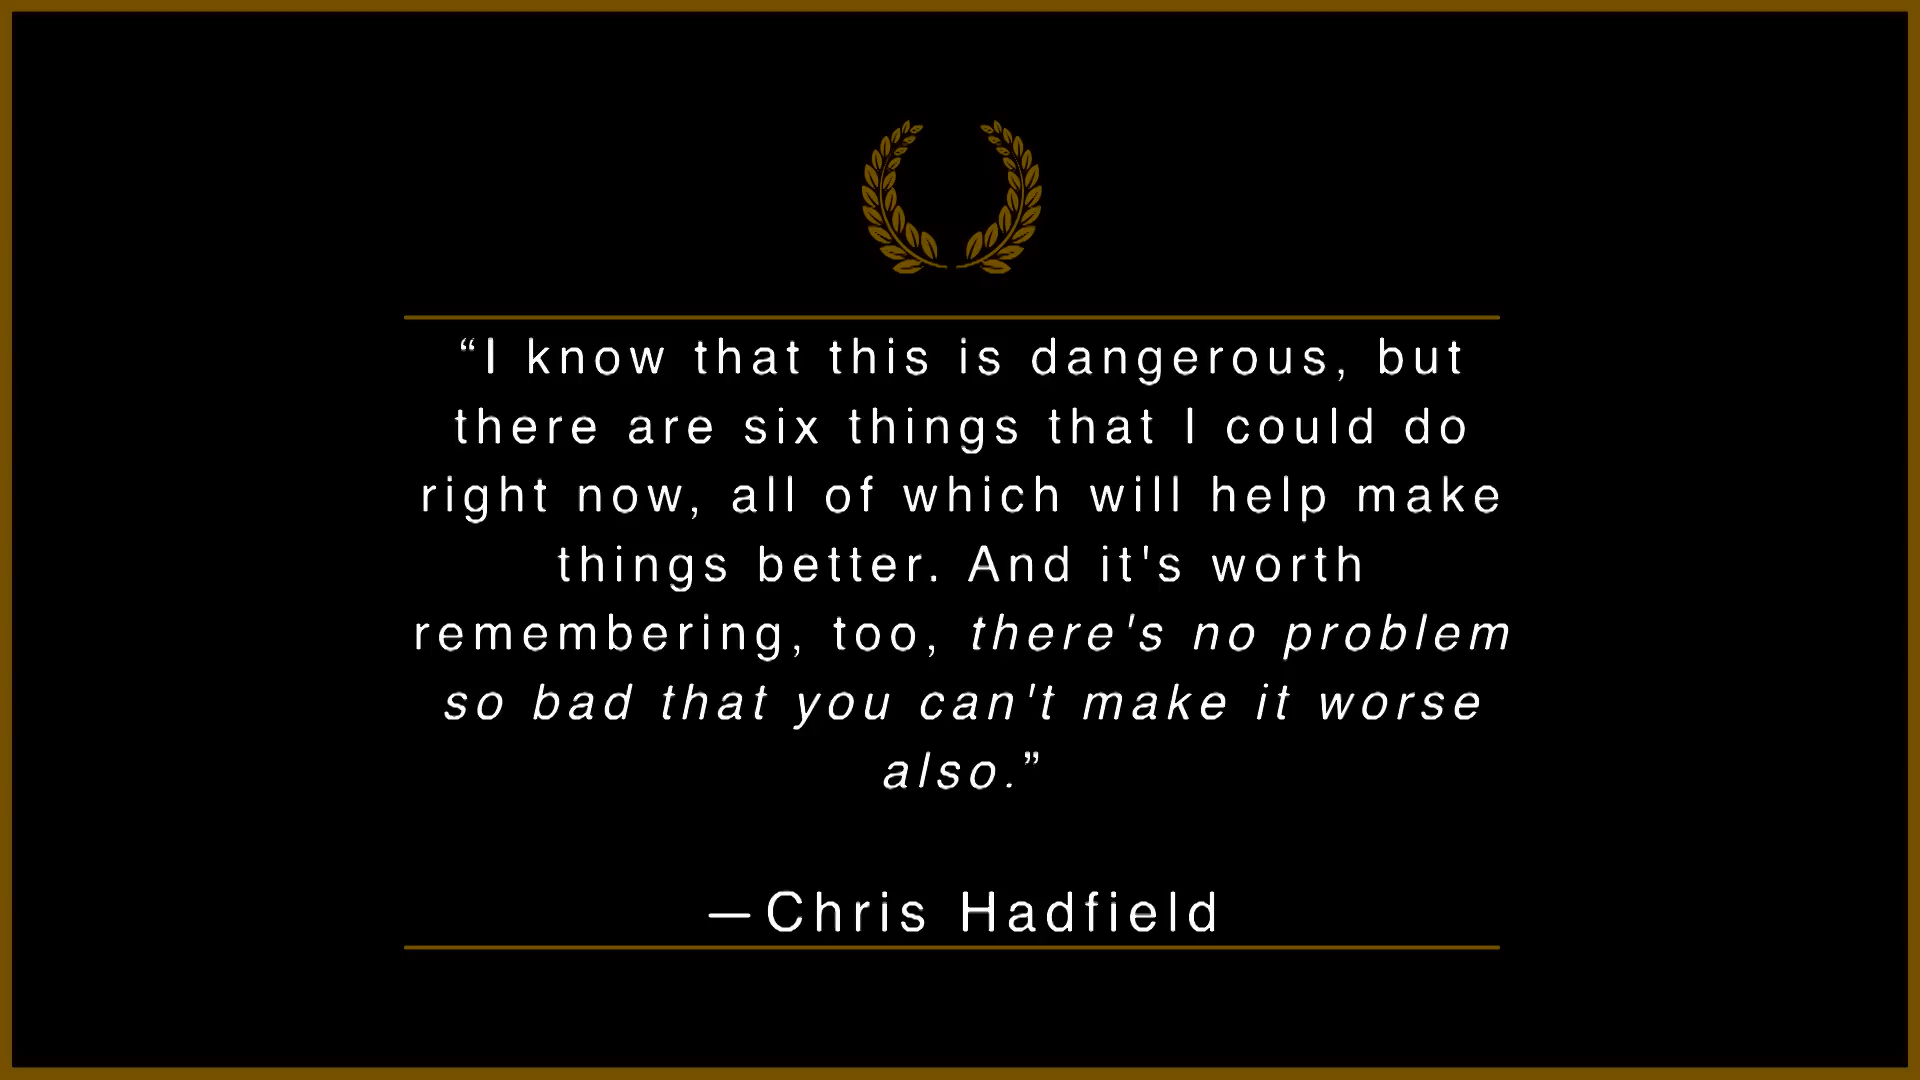 “I know that this is dangerous, but
there are six things that I could do
right now, all of which will help make
things better. And it's worth
remembering, too, there's no problem
so bad that you can't make it worse
also.”
—Chris Hadfield